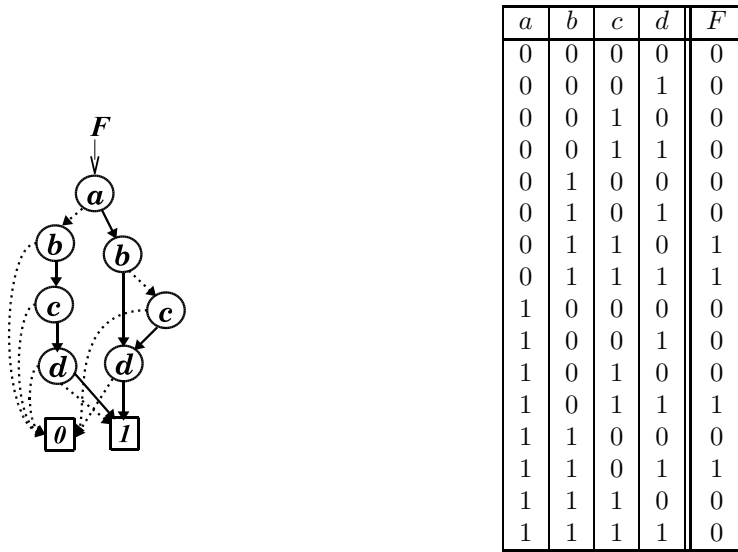 F
a
b
b
c
c
d
d
0 1
a b c d F
0 0 0 0 0
0 0 0 1 0
0 0 1 0 0
0 0 1 1 0
0 1 0 0 0
0 1 0 1 0
0 1 1 0 1
0 1 1 1 1
1 0 0 0 0
1 0 0 1 0
1 0 1 0 0
1 0 1 1 1
1 1 0 0 0
1 1 0 1 1
1 1 1 0 0
1 1 1 1 0